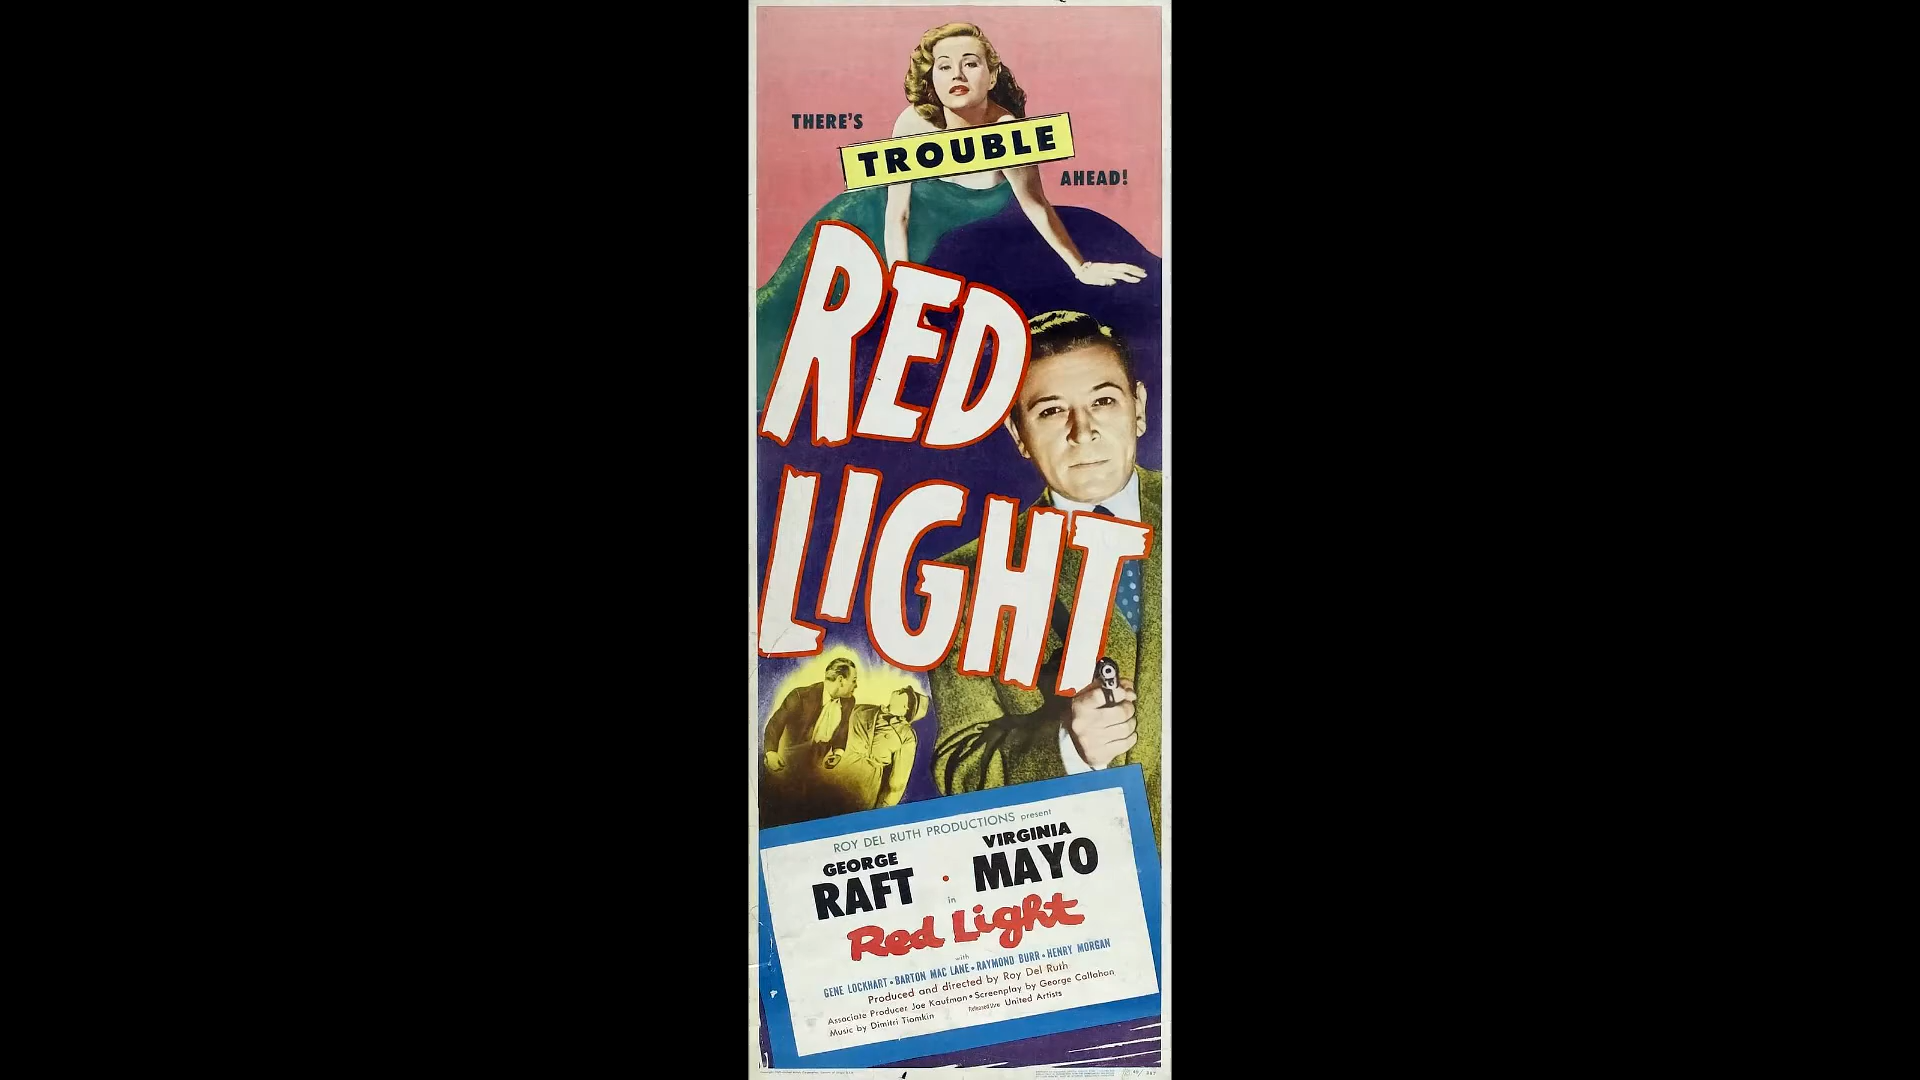 THERE'S
TROUBLE
AHEAD!
RED
LIGHT
ROY DEL RUTH PRODUCTIONS present
GEORGE
RAFT
•
VIRGINIA
MAYO
in
Red Light
with
GENE LOCKHART • BARTON MAC LANE • RAYMOND BURR • HENRY MORGAN
Produced and directed by Roy Del Ruth
Associate Producer Joe Kaufman • Screenplay by George Callahan
Music by Dimitri Tiomkin
Released thru United Artists